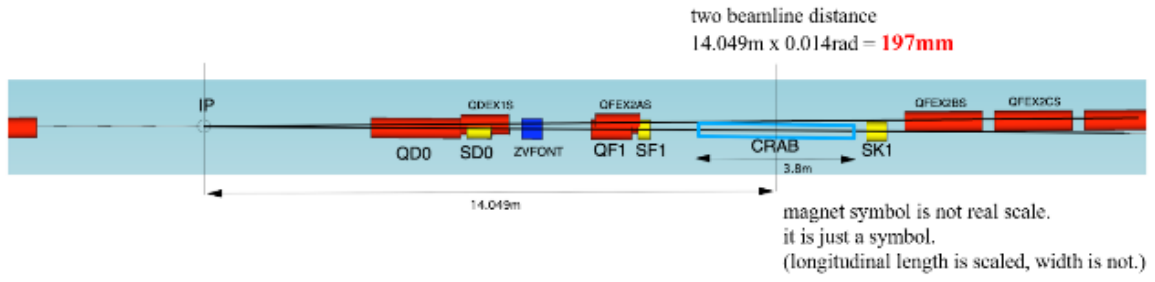 two beamline distance
14.049m x 0.014rad = 197mm
IP
QDEX1S
QFEX2AS
QFEX2BS
QFEX2CS
QD0
SD0
ZVFONT
QF1
SF1
CRAB
SK1
3.8m
14.049m
magnet symbol is not real scale.
it is just a symbol.
(longitudinal length is scaled, width is not.)